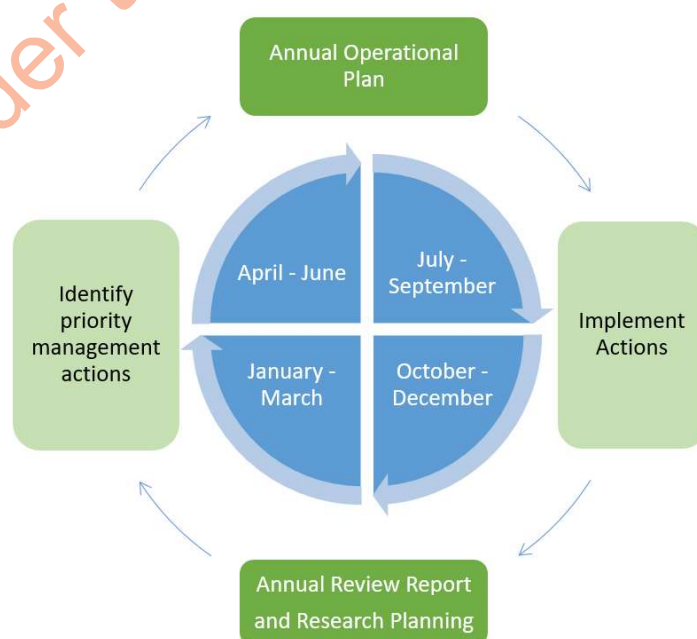 Annual Operational
Plan
April - June
July -
September
Identify
priority
management
actions
Implement
Actions
January -
March
October -
December
Annual Review Report
and Research Planning